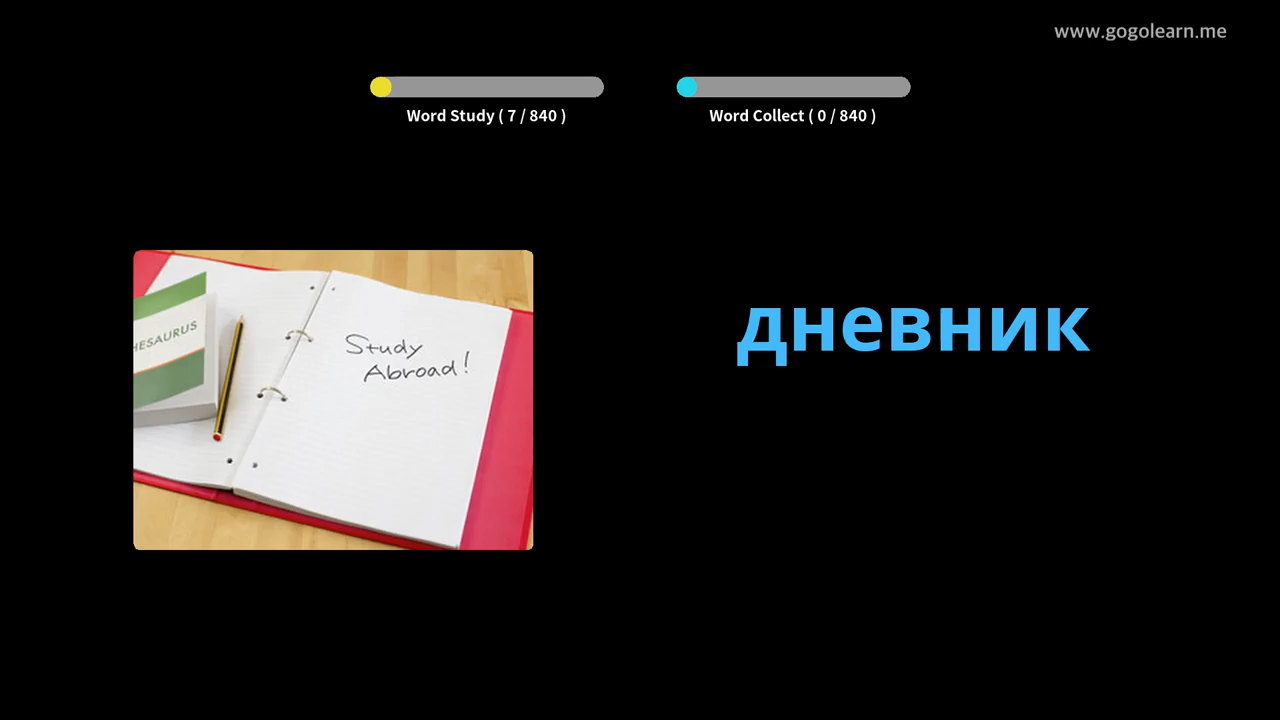 www.gogolearn.me
Word Study ( 7 / 840 )
Word Collect ( 0 / 840 )
HESAURUS
Study
Abroad!
дневник